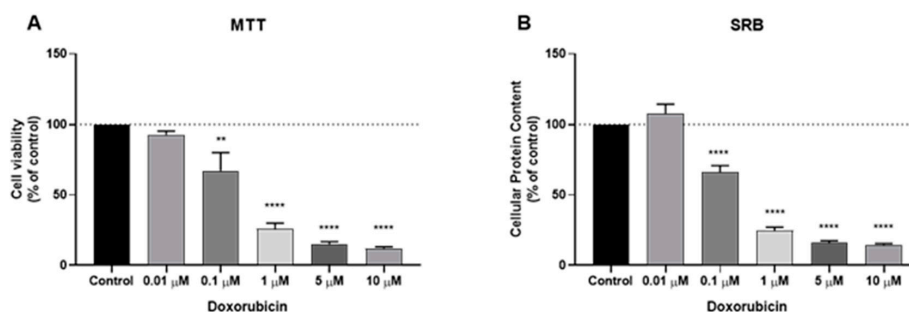 A
MTT
Cell viability
(% of control)
150
100
50
0
**
****
****
****
Control
0.01 μM
0.1 μM
1 μM
5 μM
10 μM
Doxorubicin
B
SRB
Cellular Protein Content
(% of control)
150
100
50
0
****
****
****
****
Control
0.01 μM
0.1 μM
1 μM
5 μM
10 μM
Doxorubicin